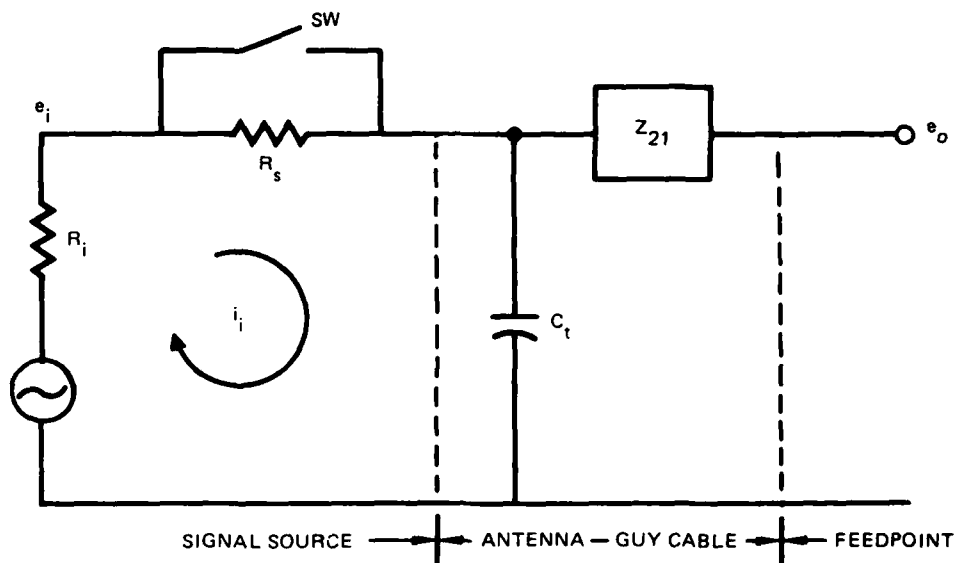 SW
e_i
R_s
Z_21
e_o
R_i
i_i
C_t
SIGNAL SOURCE
ANTENNA – GUY CABLE
FEEDPOINT